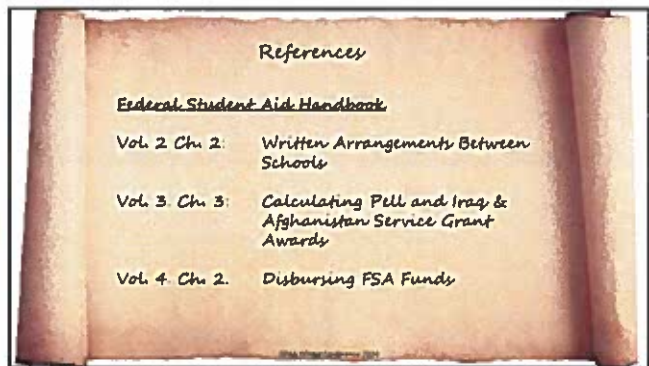 References
Federal Student Aid Handbook
Vol. 2 Ch. 2: Written Arrangements Between
Schools
Vol. 3. Ch. 3: Calculating Pell and Iraq &
Afghanistan Service Grant
Awards
Vol. 4. Ch. 2. Disbursing FSA Funds